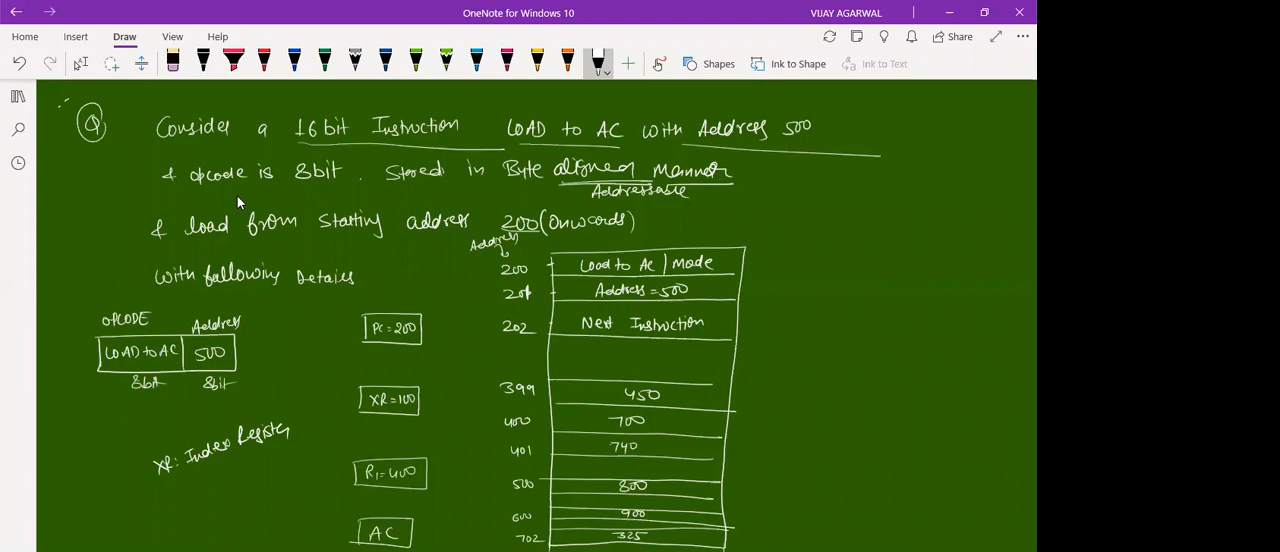 OneNote for Windows 10
VIJAY AGARWAL
Home Insert Draw View Help
Share
Shapes Ink to Shape Ink to Text
Q Consider a 16 bit Instruction LOAD to AC with Address 500
& opcode is 8bit. Stored in Byte aligned manner
Addressable
& load from starting address 200 (onwards)
with following Details
Address
200 Load to AC | Mode
201 Address = 500
202 Next Instruction
399 450
400 700
401 740
500 800
600 900
702 325
OPCODE Address
LOAD to AC 500
8bit 8bit
XR: Index Register
PC = 200
XR = 100
R1 = 400
AC